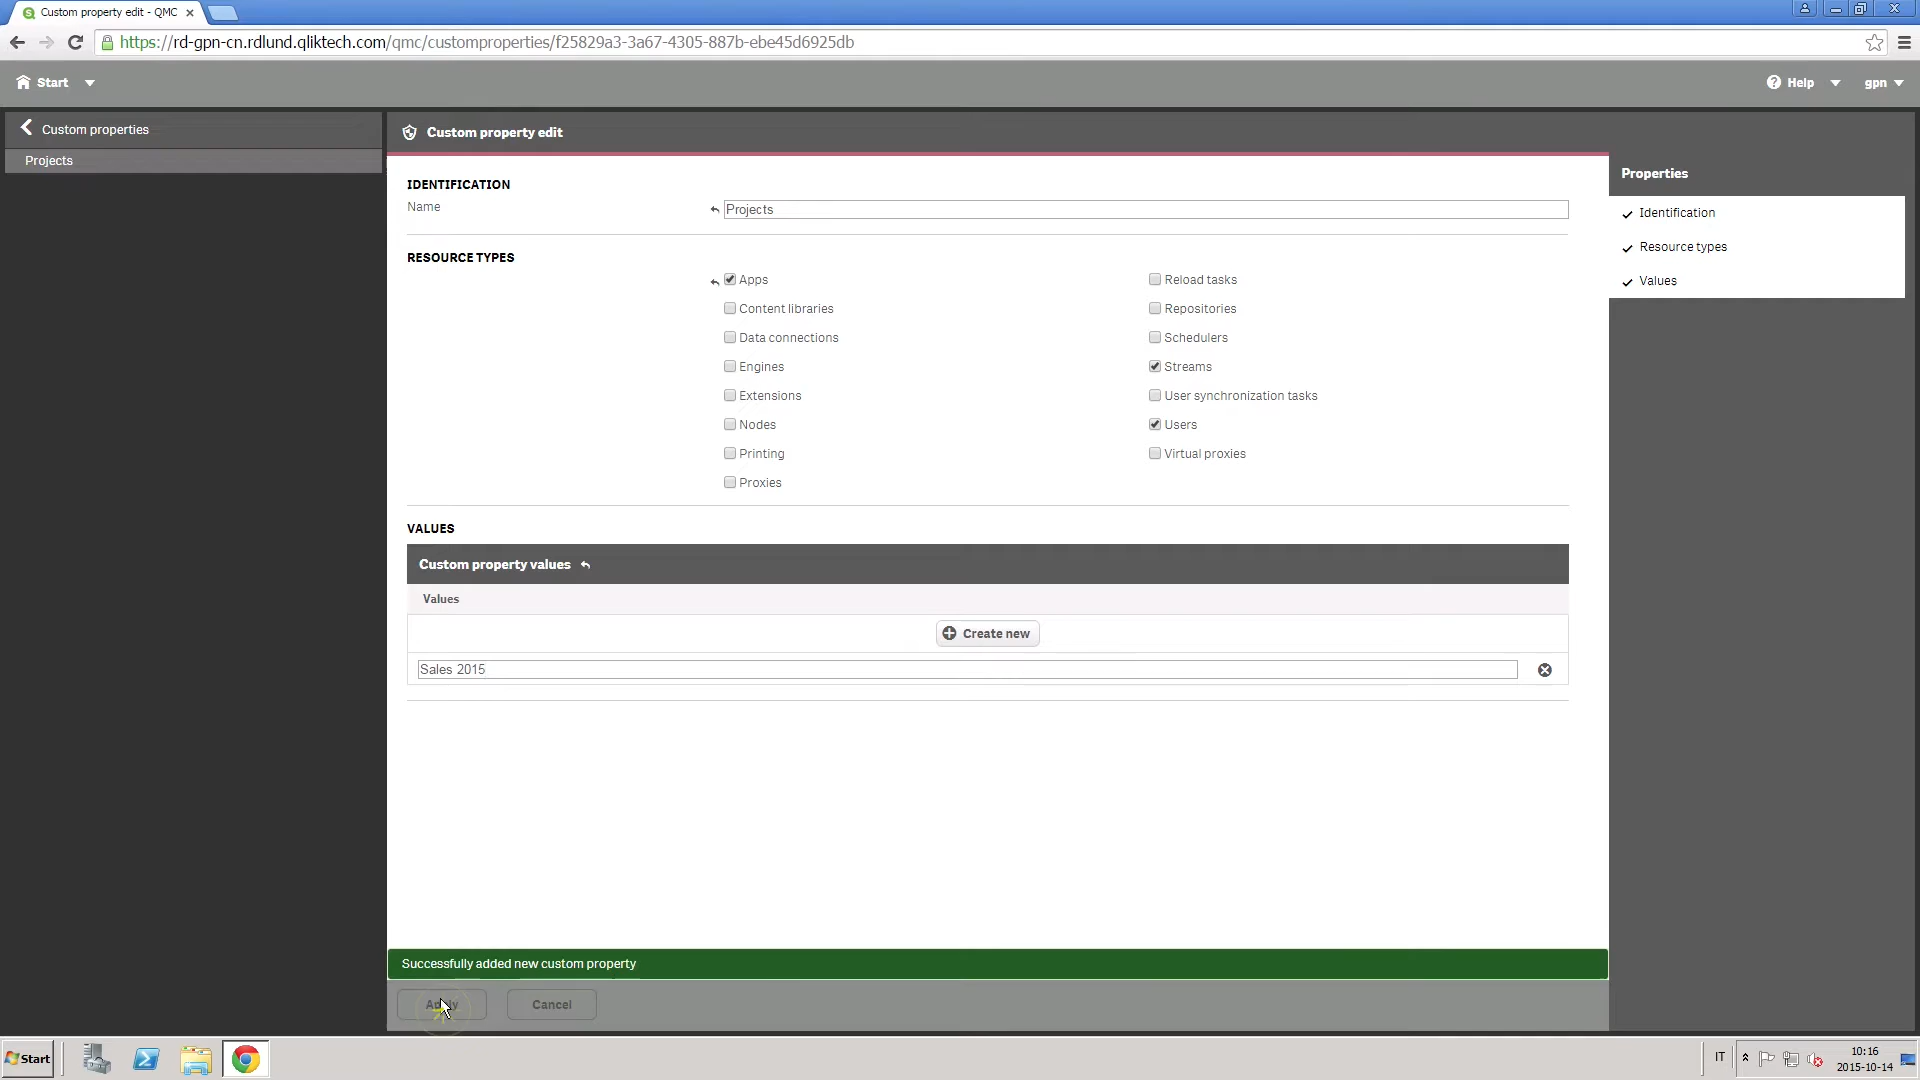 Custom property edit - QMC
https://rd-gpn-cn.rdlund.qliktech.com/qmc/customproperties/f25829a3-3a67-4305-887b-ebe45d6925db
Start
Help
gpn
Custom properties
Projects
Custom property edit
IDENTIFICATION
Name
Projects
RESOURCE TYPES
Apps
Reload tasks
Content libraries
Repositories
Data connections
Schedulers
Engines
Streams
Extensions
User synchronization tasks
Nodes
Users
Printing
Virtual proxies
Proxies
VALUES
Custom property values
Values
Create new
Sales 2015
Properties
Identification
Resource types
Values
Successfully added new custom property
Apply
Cancel
Start
IT
10:16
2015-10-14